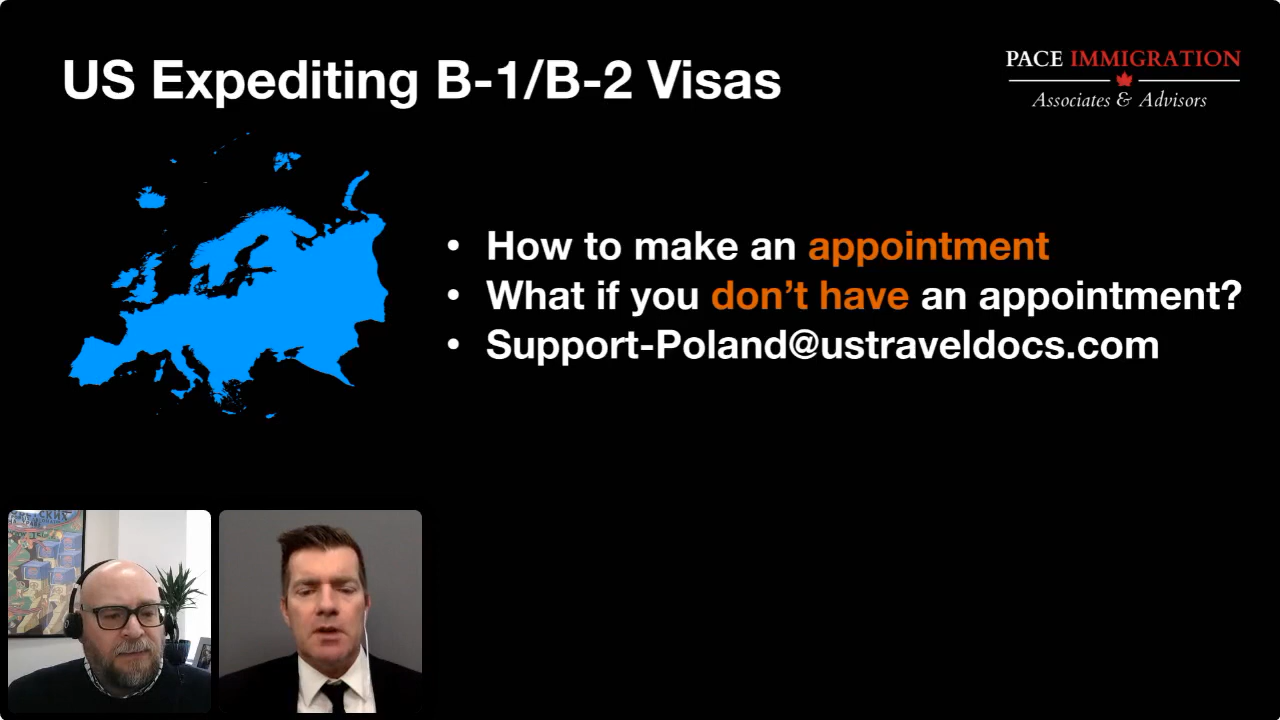 US Expediting B-1/B-2 Visas
PACE IMMIGRATION
Associates & Advisors
• How to make an appointment
• What if you don’t have an appointment?
• Support-Poland@ustraveldocs.com